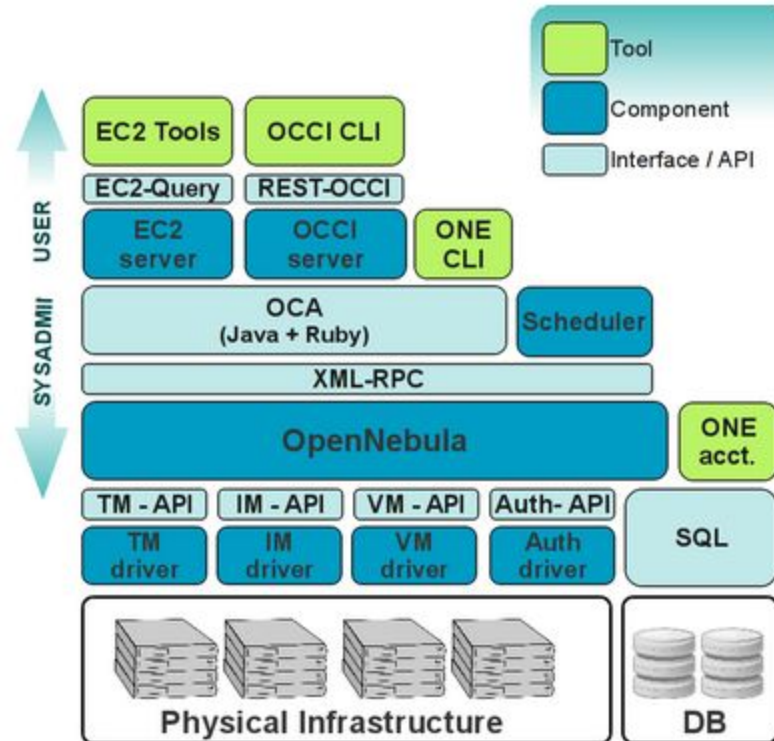 Tool
Component
Interface / API
USER
SYSADMII
EC2 Tools
OCCI CLI
EC2-Query
REST-OCCI
EC2
server
OCCI
server
ONE
CLI
OCA
(Java + Ruby)
Scheduler
XML-RPC
OpenNebula
ONE
acct.
TM - API
IM - API
VM - API
Auth- API
SQL
TM
driver
IM
driver
VM
driver
Auth
driver
Physical Infrastructure
DB